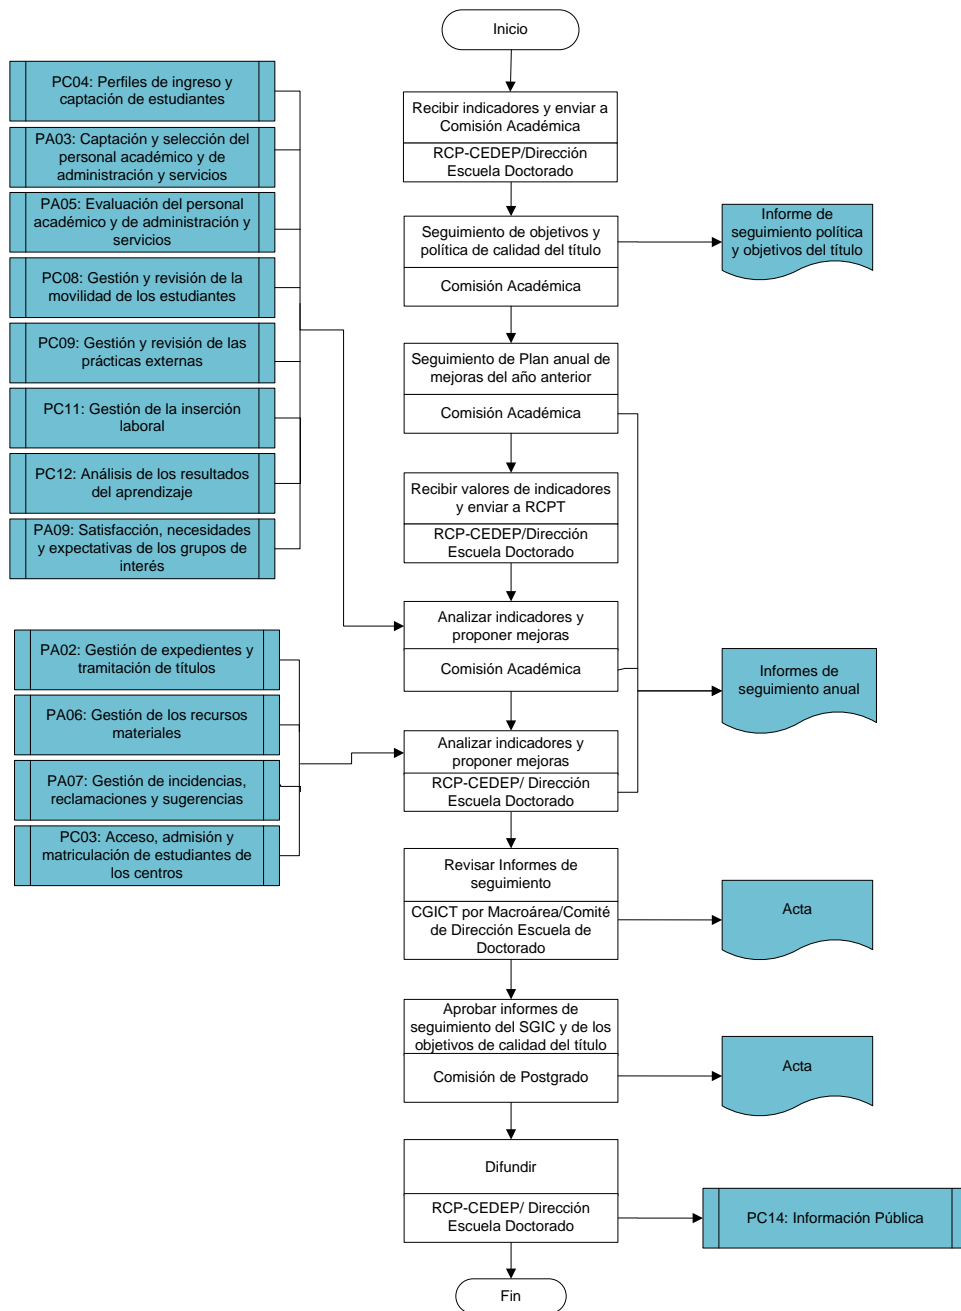 Inicio
PC04: Perfiles de ingreso y
captación de estudiantes
PA03: Captación y selección del
personal académico y de
administración y servicios
PA05: Evaluación del personal
académico y de administración y
servicios
PC08: Gestión y revisión de la
movilidad de los estudiantes
PC09: Gestión y revisión de las
prácticas externas
PC11: Gestión de la inserción
laboral
PC12: Análisis de los resultados
del aprendizaje
PA09: Satisfacción, necesidades
y expectativas de los grupos de
interés
PA02: Gestión de expedientes y
tramitación de títulos
PA06: Gestión de los recursos
materiales
PA07: Gestión de incidencias,
reclamaciones y sugerencias
PC03: Acceso, admisión y
matriculación de estudiantes de
los centros
Recibir indicadores y enviar a
Comisión Académica
RCP-CEDEP/Dirección
Escuela Doctorado
Seguimiento de objetivos y
política de calidad del título
Comisión Académica
Informe de
seguimiento política
y objetivos del título
Seguimiento de Plan anual de
mejoras del año anterior
Comisión Académica
Recibir valores de indicadores
y enviar a RCPT
RCP-CEDEP/Dirección
Escuela Doctorado
Analizar indicadores y
proponer mejoras
Comisión Académica
Informes de
seguimiento anual
Analizar indicadores y
proponer mejoras
RCP-CEDEP/ Dirección
Escuela Doctorado
Revisar Informes de
seguimiento
CGICT por Macroárea/Comité
de Dirección Escuela de
Doctorado
Acta
Aprobar informes de
seguimiento del SGIC y de los
objetivos de calidad del título
Comisión de Postgrado
Acta
Difundir
RCP-CEDEP/ Dirección
Escuela Doctorado
PC14: Información Pública
Fin